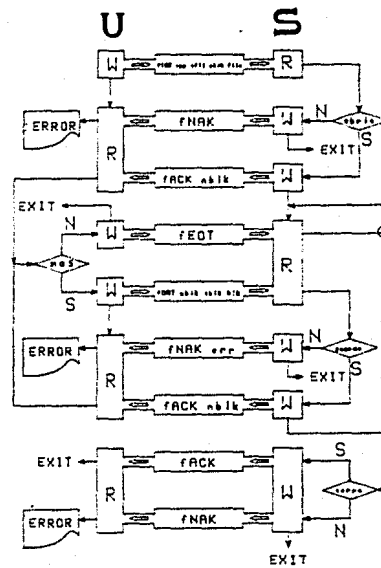 U S
W R
ERROR fNAK W N
S
R EXIT
fACK nblk W
EXIT
W fEOT
N
R
S W
N
ERROR fNAK err W S
R EXIT
fACK nblk W
EXIT fACK S
R W
ERROR fNAK N
EXIT